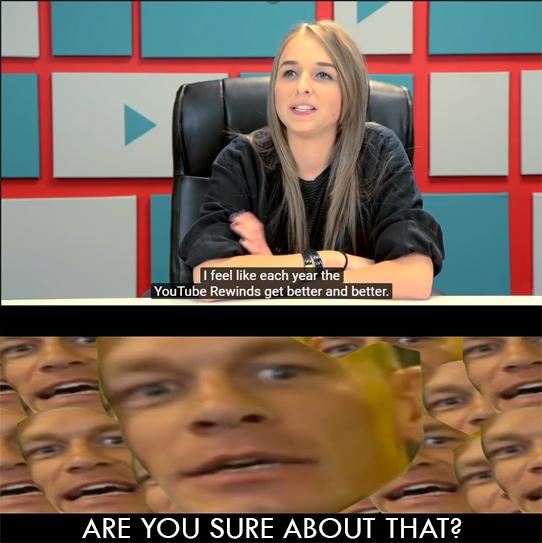 I feel like each year the
YouTube Rewinds get better and better.
ARE YOU SURE ABOUT THAT?